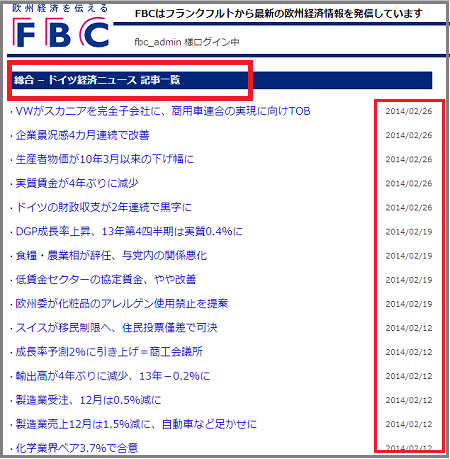 欧州経済を伝える
FBC
FBCはフランクフルトから最新の欧州経済情報を発信しています
fbc_admin 様ログイン中
総合 – ドイツ経済ニュース 記事一覧
・VWがスカニアを完全子会社に、商用車連合の実現に向けTOB 2014/02/26
・企業景況感4カ月連続で改善 2014/02/26
・生産者物価が10年3月以来の下げ幅に 2014/02/26
・実質賃金が4年ぶりに減少 2014/02/26
・ドイツの財政収支が2年連続で黒字に 2014/02/26
・DGP成長率上昇、13年第4四半期は実質0.4%に 2014/02/19
・食糧・農業相が辞任、与党内の関係悪化 2014/02/19
・低賃金セクターの協定賃金、やや改善 2014/02/19
・欧州委が化粧品のアレルゲン使用禁止を提案 2014/02/19
・スイスが移民制限へ、住民投票僅差で可決 2014/02/12
・成長率予測2%に引き上げ＝商工会議所 2014/02/12
・輸出高が4年ぶりに減少、13年－0.2%に 2014/02/12
・製造業受注、12月は0.5%減に 2014/02/12
・製造業売上12月は1.5%減に、自動車など足かせに 2014/02/12
・化学業界ベア3.7%で合意 2014/02/12